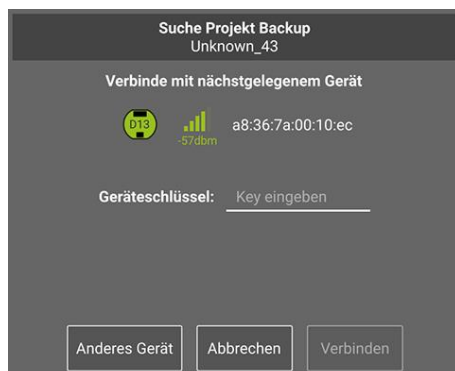 Suche Projekt Backup
Unknown_43
Verbinde mit nächstgelegenem Gerät
D13
-57dbm
a8:36:7a:00:10:ec
Geräteschlüssel: Key eingeben
Anderes Gerät Abbrechen Verbinden